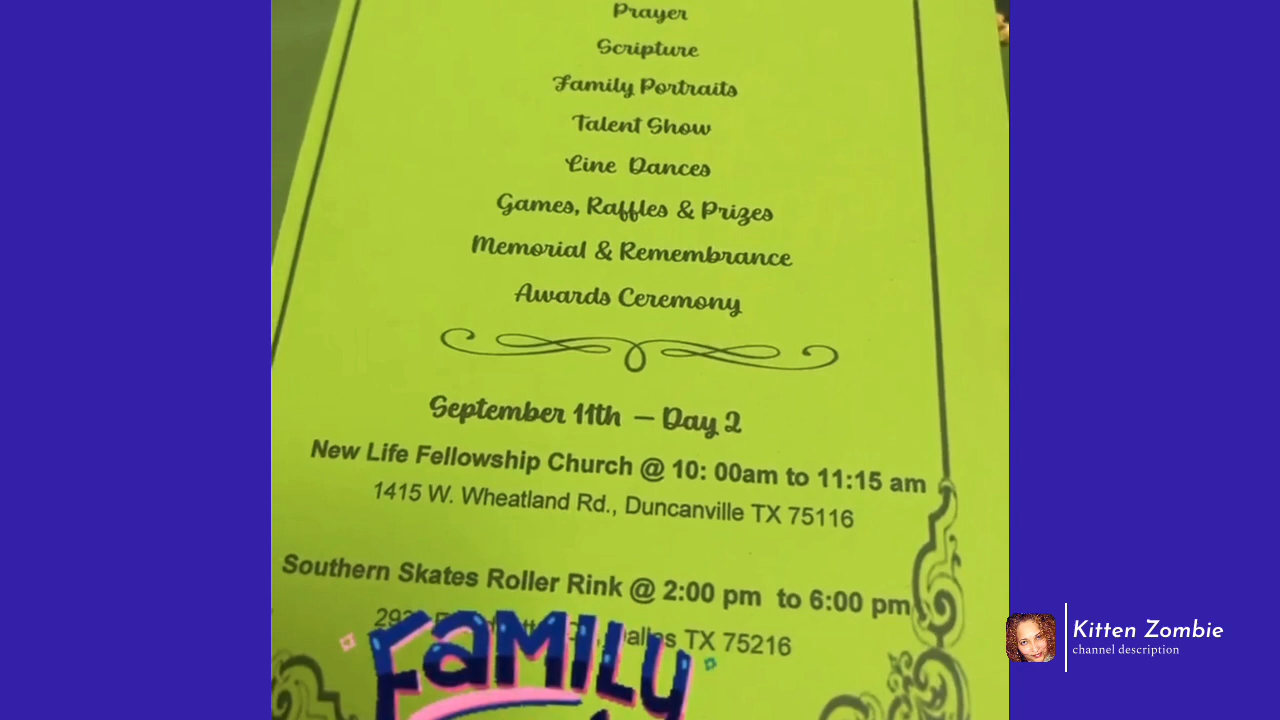 Prayer
Scripture
Family Portraits
Talent Show
Line Dances
Games, Raffles & Prizes
Memorial & Remembrance
Awards Ceremony
September 11th – Day 2
New Life Fellowship Church @ 10: 00am to 11:15 am
1415 W. Wheatland Rd., Duncanville TX 75116
Southern Skates Roller Rink @ 2:00 pm to 6:00 pm
Dallas TX 75216
FAMILY
Kitten Zombie
channel description